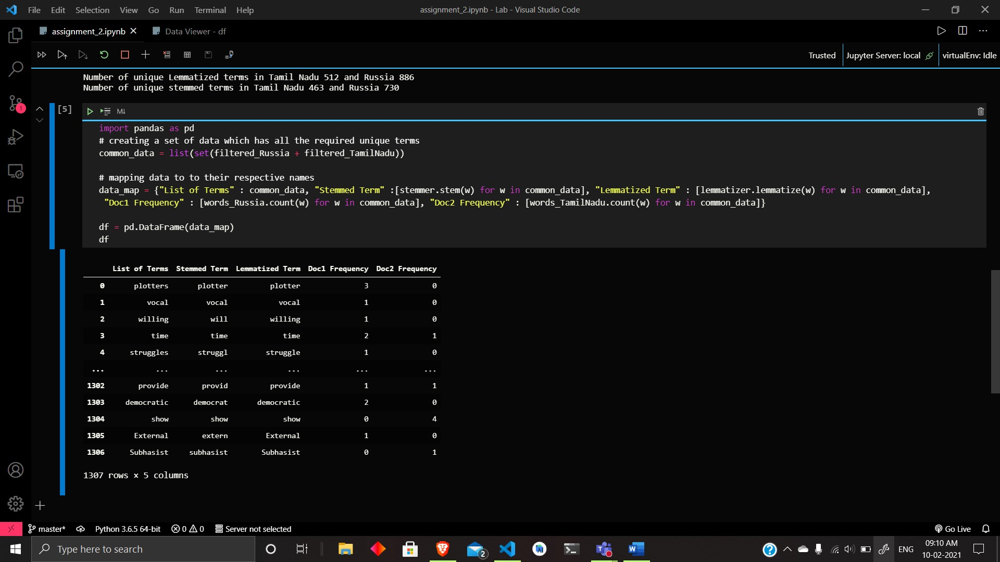 File Edit Selection View Go Run Terminal Help assignment_2.ipynb - Lab - Visual Studio Code
assignment_2.ipynb Data Viewer - df
Trusted Jupyter Server: local virtualEnv: Idle
Number of unique Lemmatized terms in Tamil Nadu 512 and Russia 886
Number of unique stemmed terms in Tamil Nadu 463 and Russia 730
1 [5] M↓
import pandas as pd
# creating a set of data which has all the required unique terms
common_data = list(set(filtered_Russia + filtered_TamilNadu))
# mapping data to to their respective names
data_map = {"List of Terms" : common_data, "Stemmed Term" :[stemmer.stem(w) for w in common_data], "Lemmatized Term" : [lemmatizer.lemmatize(w) for w in common_data],
"Doc1 Frequency" : [words_Russia.count(w) for w in common_data], "Doc2 Frequency" : [words_TamilNadu.count(w) for w in common_data]}
df = pd.DataFrame(data_map)
df
List of Terms Stemmed Term Lemmatized Term Doc1 Frequency Doc2 Frequency
0 plotters plotter plotter 3 0
1 vocal vocal vocal 1 0
2 willing will willing 1 0
3 time time time 2 1
4 struggles struggl struggle 1 0
... ... ... ... ... ...
1302 provide provid provide 1 1
1303 democratic democrat democratic 2 0
1304 show show show 0 4
1305 External extern External 1 0
1306 Subhasist subhasist Subhasist 0 1
1307 rows × 5 columns
master* Python 3.6.5 64-bit 0 0 Server not selected Go Live
Type here to search 2 ENG 09:10 AM
10-02-2021